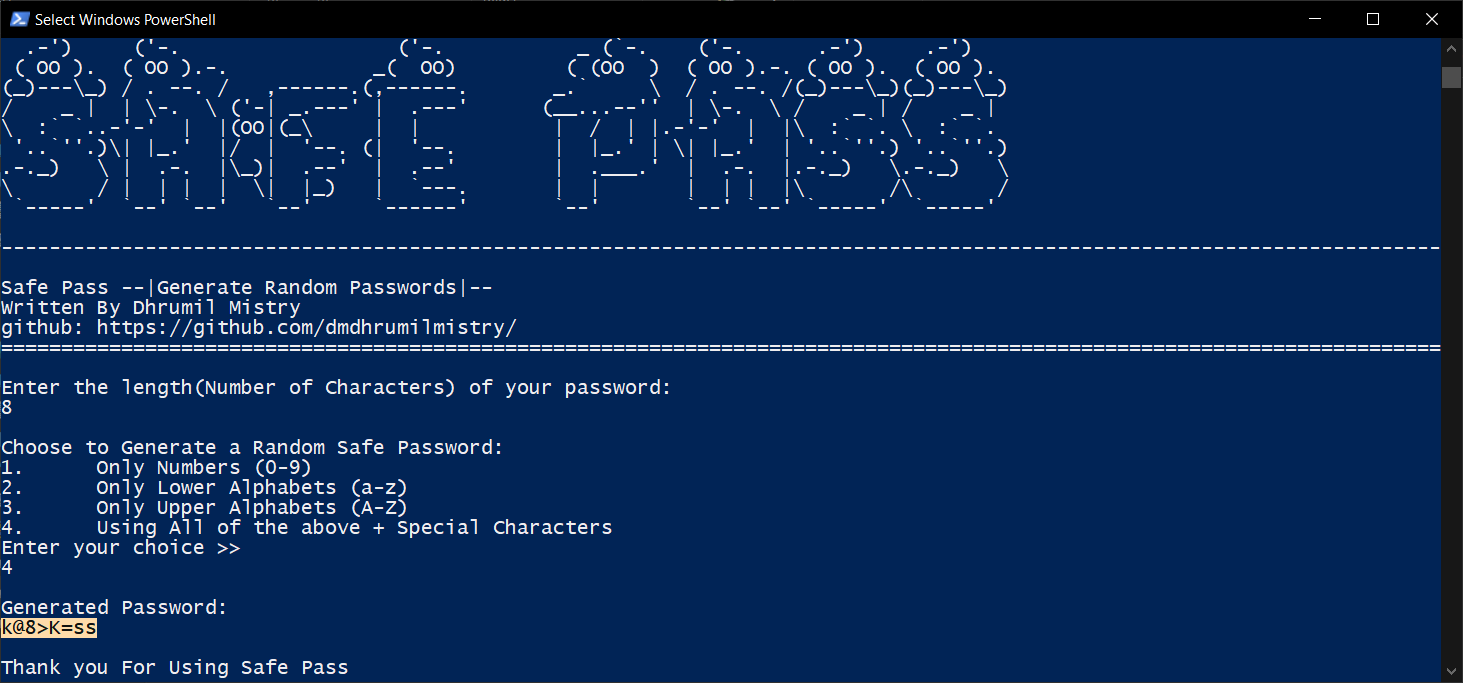 Select Windows PowerShell
SAFE PASS
Safe Pass --|Generate Random Passwords|--
Written By Dhrumil Mistry
github: https://github.com/dmdhrumilmistry/
Enter the length(Number of Characters) of your password:
8
Choose to Generate a Random Safe Password:
1. Only Numbers (0-9)
2. Only Lower Alphabets (a-z)
3. Only Upper Alphabets (A-Z)
4. Using All of the above + Special Characters
Enter your choice >>
4
Generated Password:
k@8>K=ss
Thank you For Using Safe Pass